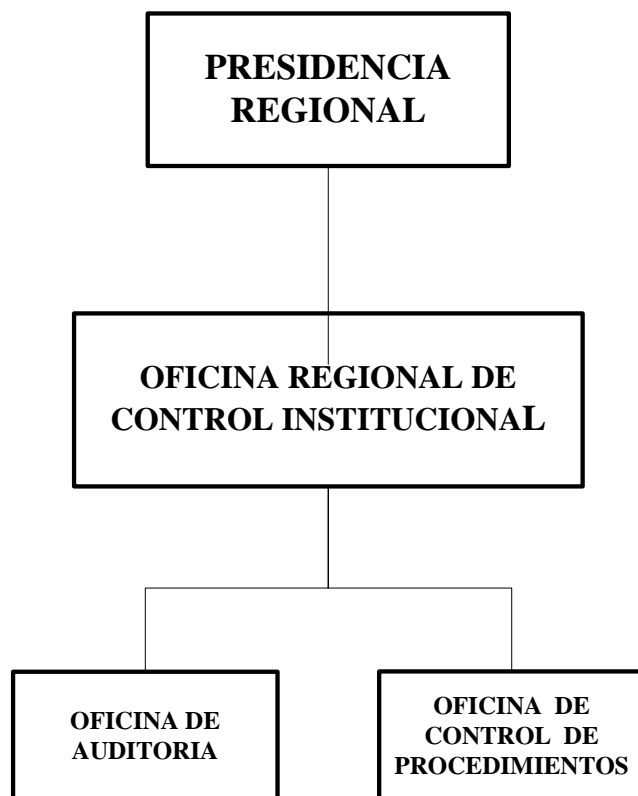 PRESIDENCIA
REGIONAL
OFICINA REGIONAL DE
CONTROL INSTITUCIONAL
OFICINA DE
AUDITORIA
OFICINA DE
CONTROL DE
PROCEDIMIENTOS